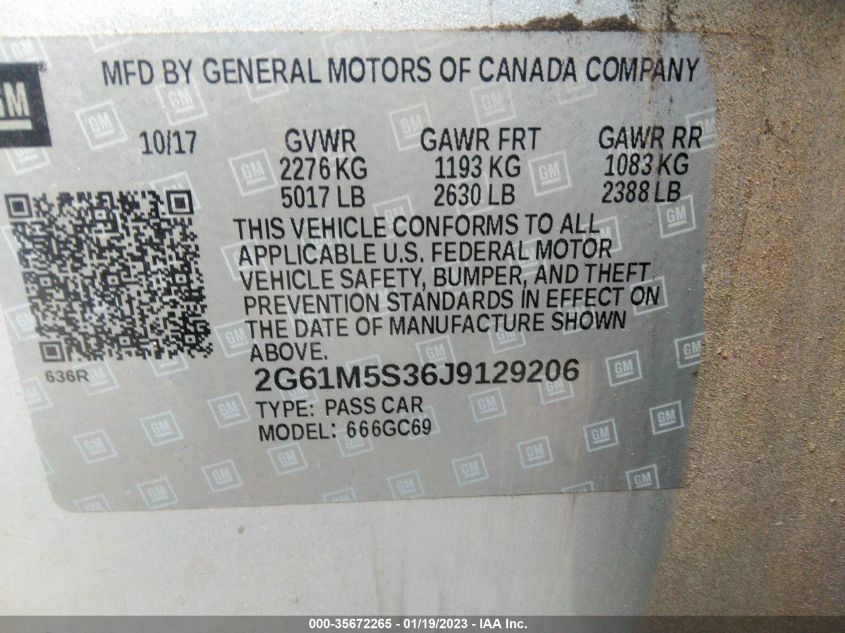 MFD BY GENERAL MOTORS OF CANADA COMPANY
GM
10/17 GVWR GAWR FRT GAWR RR
2276 KG 1193 KG 1083 KG
5017 LB 2630 LB 2388 LB
THIS VEHICLE CONFORMS TO ALL
APPLICABLE U.S. FEDERAL MOTOR
VEHICLE SAFETY, BUMPER, AND THEFT
PREVENTION STANDARDS IN EFFECT ON
THE DATE OF MANUFACTURE SHOWN
ABOVE.
636R
2G61M5S36J9129206
TYPE: PASS CAR
MODEL: 666GC69
000-35672265 - 01/19/2023 - IAA Inc.